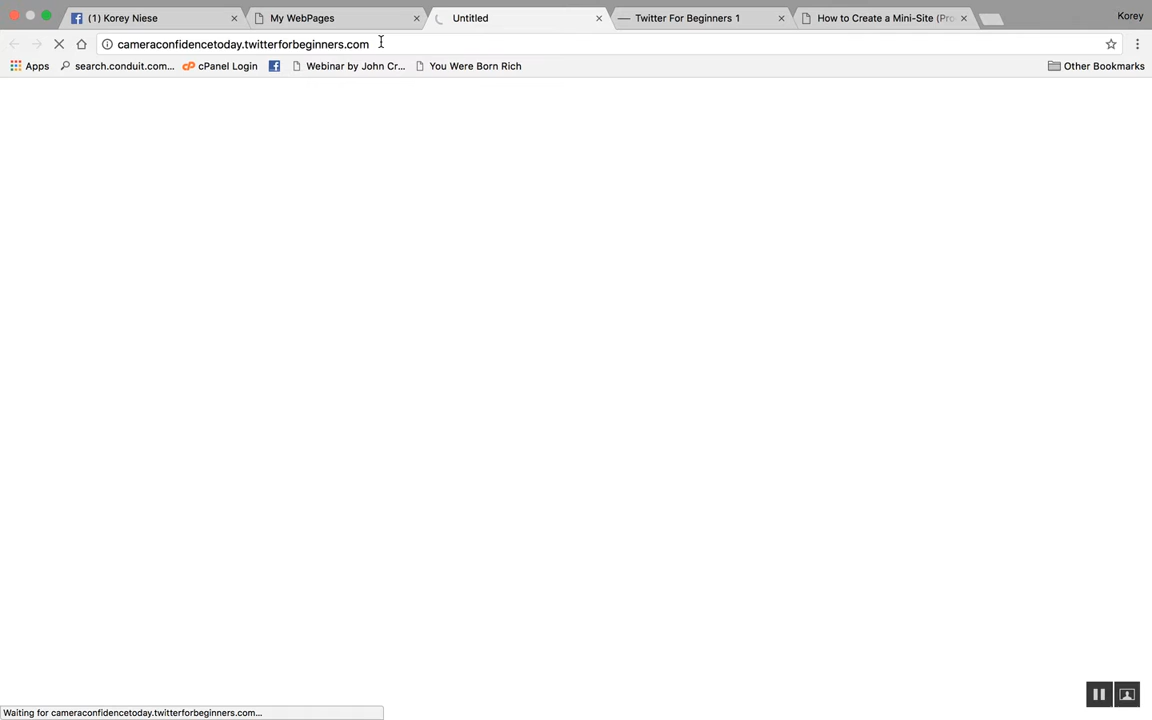 (1) Korey Niese
My WebPages
Untitled
Twitter For Beginners 1
How to Create a Mini-Site (Pro
Korey
cameraconfidencetoday.twitterforbeginners.com
Apps
search.conduit.com...
cPanel Login
Webinar by John Cr...
You Were Born Rich
Other Bookmarks
Waiting for cameraconfidencetoday.twitterforbeginners.com...